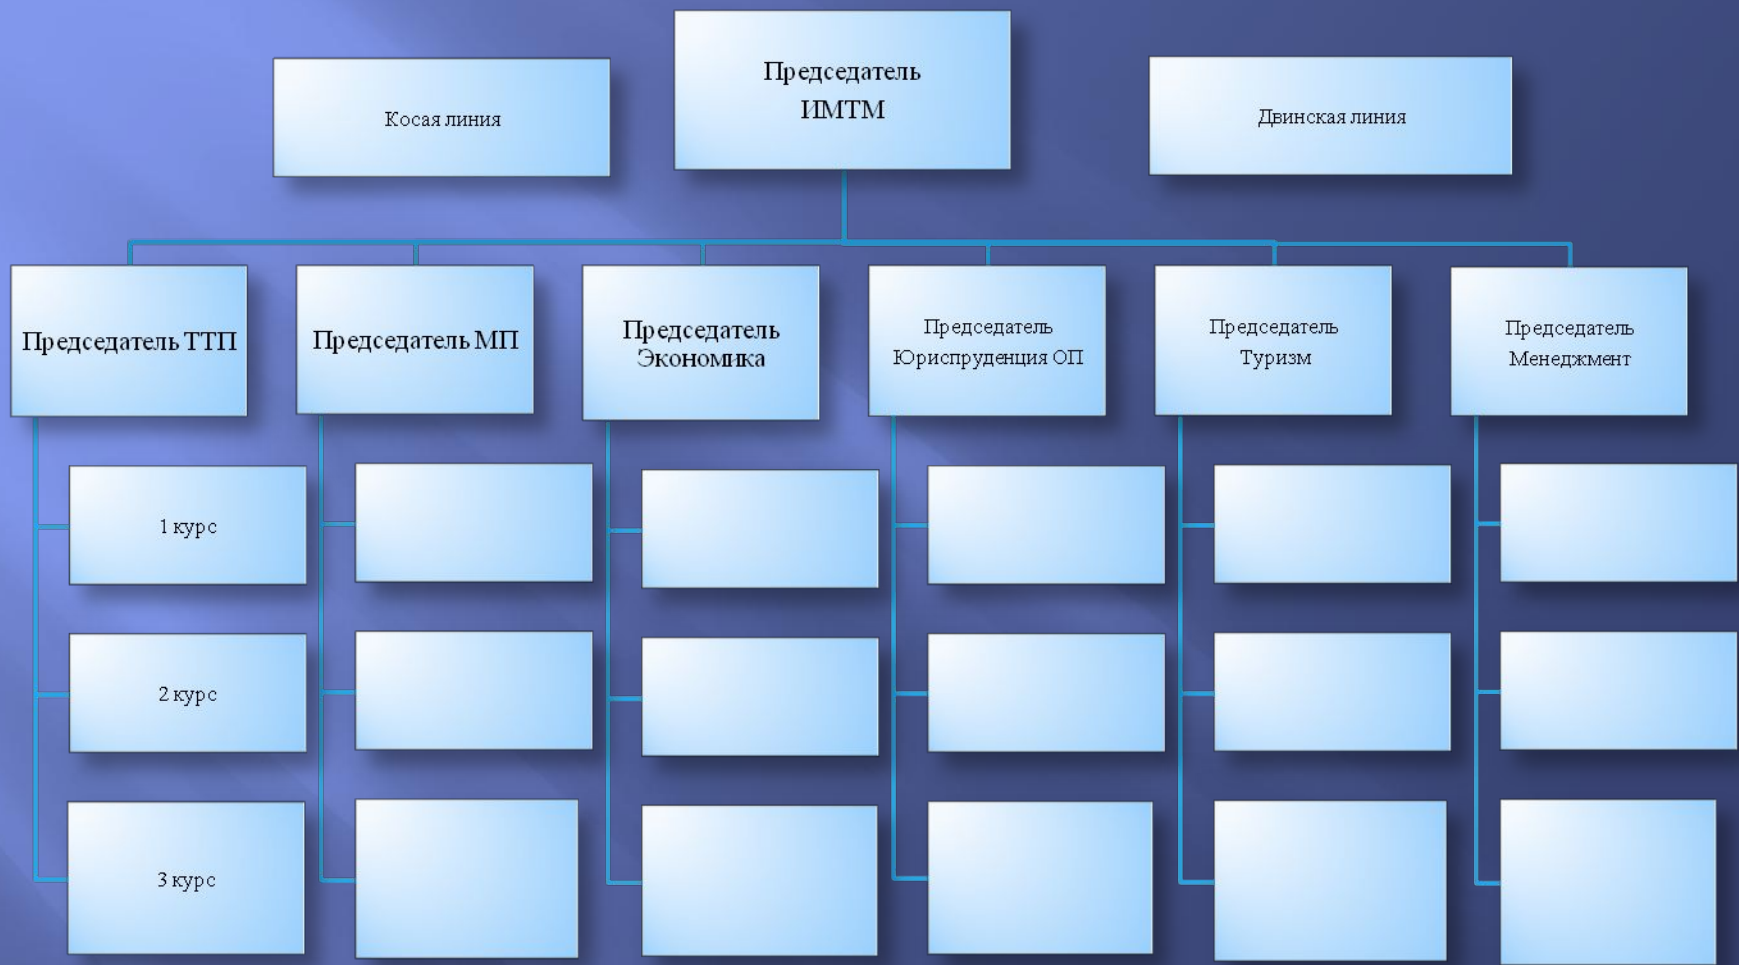 Председатель
ИМТМ
Косая линия
Двинская линия
Председатель ТТП
Председатель МП
Председатель
Экономика
Председатель
Юриспруденция ОП
Председатель
Туризм
Председатель
Менеджмент
1 курс
2 курс
3 курс